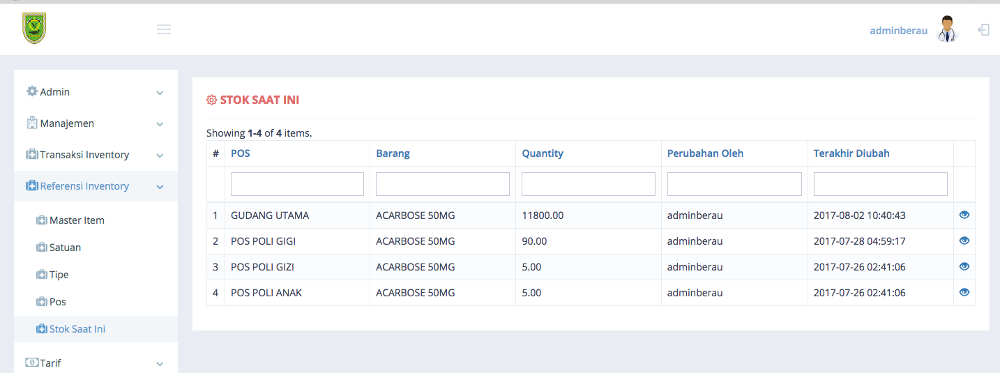 adminberau
Admin
Manajemen
Transaksi Inventory
Referensi Inventory
Master Item
Satuan
Tipe
Pos
Stok Saat Ini
Tarif
STOK SAAT INI
Showing 1-4 of 4 items.
# POS Barang Quantity Perubahan Oleh Terakhir Diubah
1 GUDANG UTAMA ACARBOSE 50MG 11800.00 adminberau 2017-08-02 10:40:43
2 POS POLI GIGI ACARBOSE 50MG 90.00 adminberau 2017-07-28 04:59:17
3 POS POLI GIZI ACARBOSE 50MG 5.00 adminberau 2017-07-26 02:41:06
4 POS POLI ANAK ACARBOSE 50MG 5.00 adminberau 2017-07-26 02:41:06